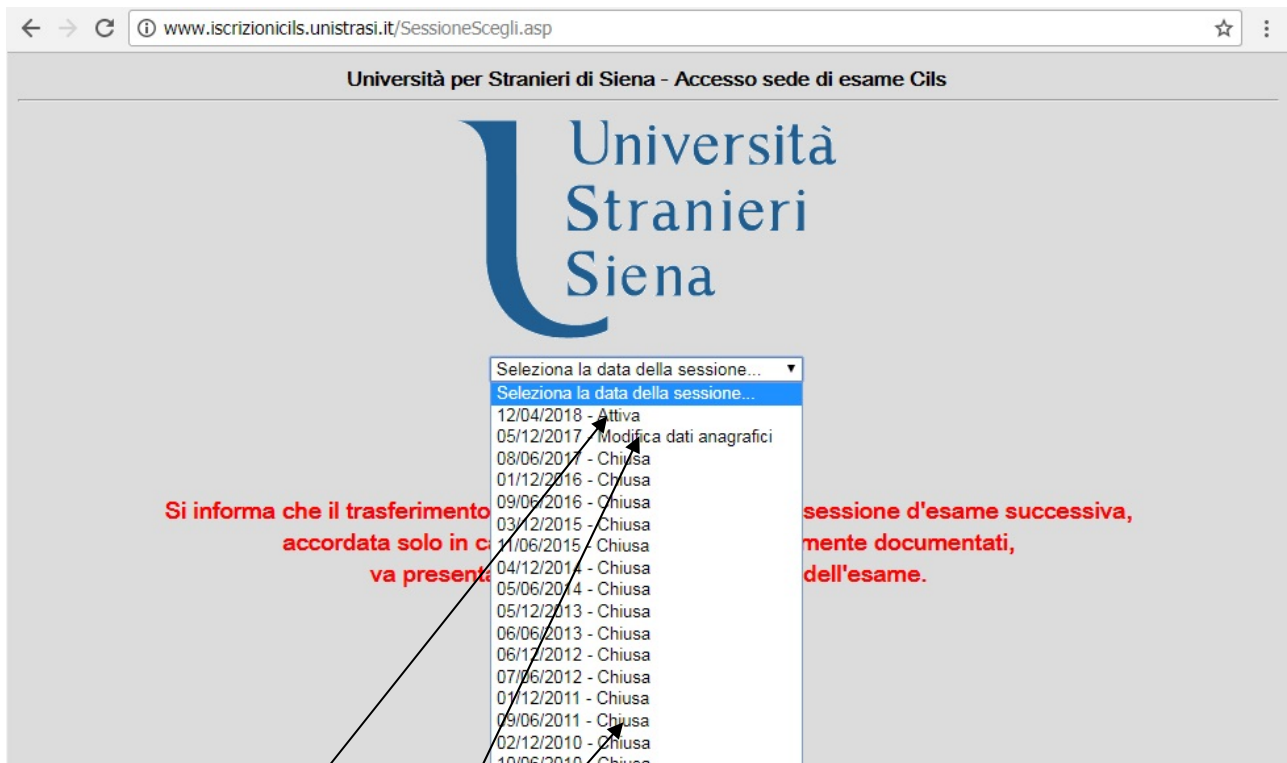 www.iscrizionicils.unistrasi.it/SessioneScegli.asp
Università per Stranieri di Siena - Accesso sede di esame Cils
Università
Stranieri
Siena
Seleziona la data della sessione...
Seleziona la data della sessione...
12/04/2018 - Attiva
05/12/2017 - Modifica dati anagrafici
08/06/2017 - Chiusa
01/12/2016 - Chiusa
09/06/2016 - Chiusa
Si informa che il trasferimento sessione d'esame successiva,
03/12/2015 - Chiusa
11/06/2015 - Chiusa
accordata solo in mente documentati,
04/12/2014 - Chiusa
va dell'esame.
05/06/2014 - Chiusa
05/12/2013 - Chiusa
06/06/2013 - Chiusa
06/12/2012 - Chiusa
07/06/2012 - Chiusa
01/12/2011 - Chiusa
09/06/2011 - Chiusa
02/12/2010 - Chiusa
10/06/2010 - Chiusa